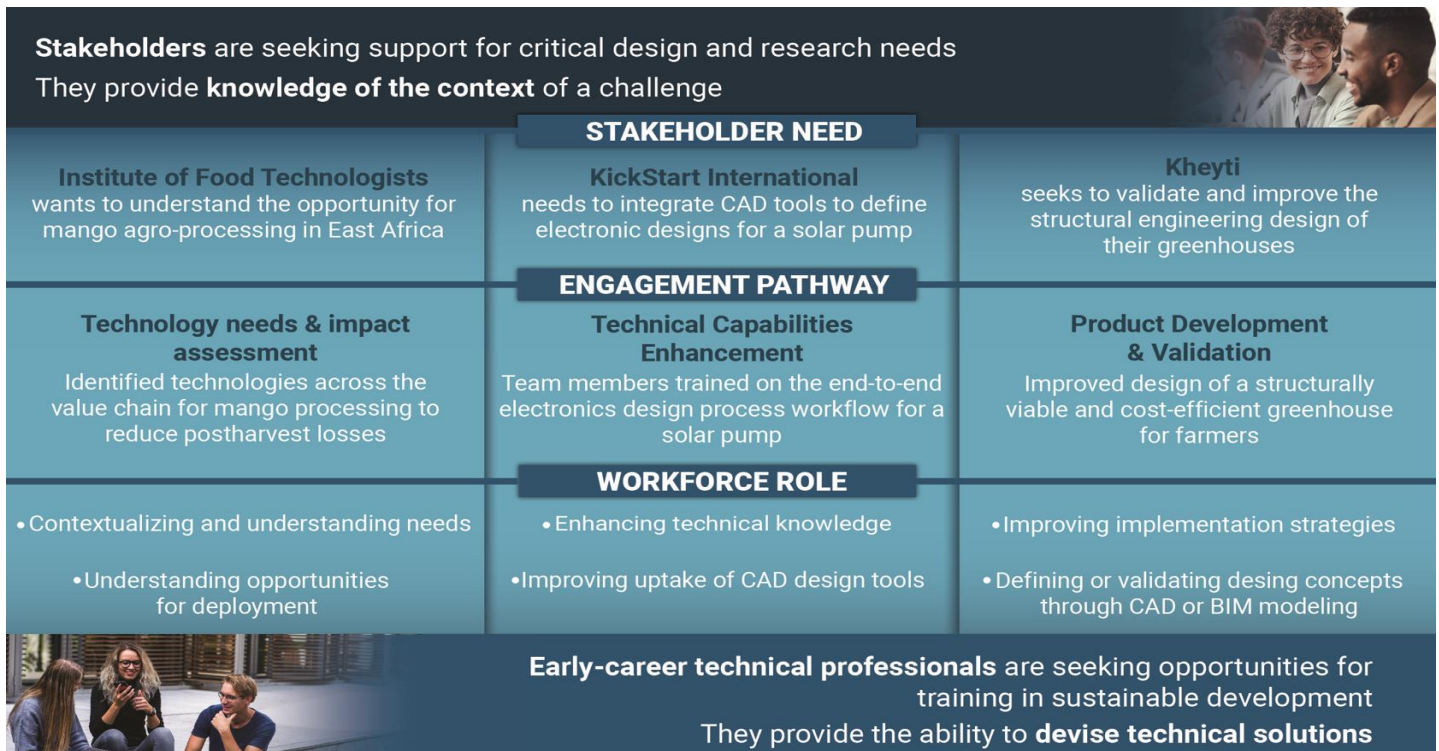 Stakeholders are seeking support for critical design and research needs
They provide knowledge of the context of a challenge
STAKEHOLDER NEED
Institute of Food Technologists
wants to understand the opportunity for
mango agro-processing in East Africa
KickStart International
needs to integrate CAD tools to define
electronic designs for a solar pump
Kheyti
seeks to validate and improve the
structural engineering design of
their greenhouses
ENGAGEMENT PATHWAY
Technology needs & impact
assessment
Identified technologies across the
value chain for mango processing to
reduce postharvest losses
Technical Capabilities
Enhancement
Team members trained on the end-to-end
electronics design process workflow for a
solar pump
Product Development
& Validation
Improved design of a structurally
viable and cost-efficient greenhouse
for farmers
WORKFORCE ROLE
• Contextualizing and understanding needs
• Understanding opportunities
for deployment
• Enhancing technical knowledge
• Improving uptake of CAD design tools
• Improving implementation strategies
• Defining or validating desing concepts
through CAD or BIM modeling
Early-career technical professionals are seeking opportunities for
training in sustainable development
They provide the ability to devise technical solutions